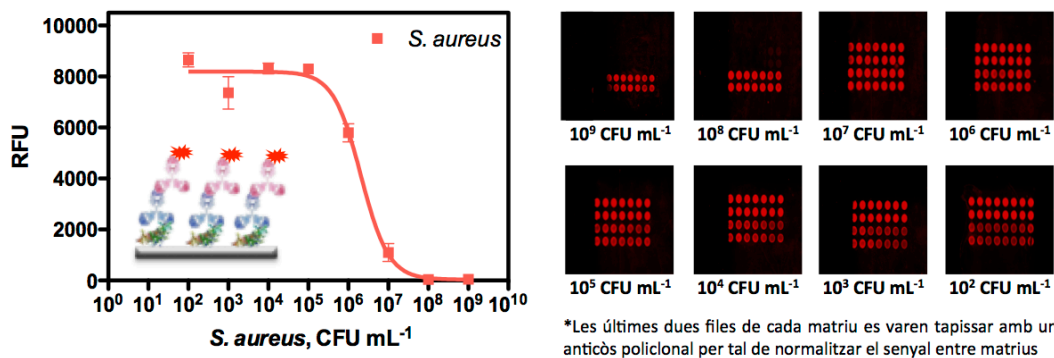 10000
8000
6000
4000
2000
0
RFU
S. aureus
10⁰ 10¹ 10² 10³ 10⁴ 10⁵ 10⁶ 10⁷ 10⁸ 10⁹ 10¹⁰
S. aureus, CFU mL⁻¹
10⁹ CFU mL⁻¹ 10⁸ CFU mL⁻¹ 10⁷ CFU mL⁻¹ 10⁶ CFU mL⁻¹
10⁵ CFU mL⁻¹ 10⁴ CFU mL⁻¹ 10³ CFU mL⁻¹ 10² CFU mL⁻¹
*Les últimes dues files de cada matriu es varen tapissar amb un
anticòs policlonal per tal de normalitzar el senyal entre matrius